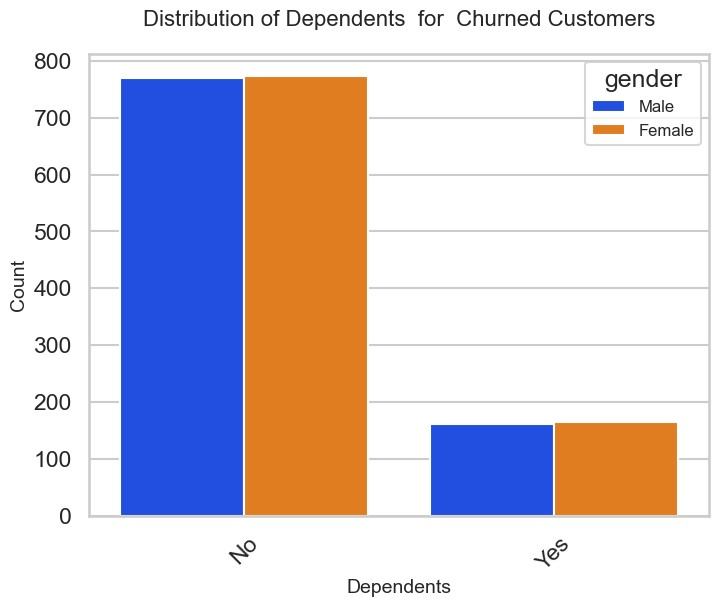 Distribution of Dependents  for  Churned Customers
800
700
600
500
400
300
200
100
0
Count
gender
Male
Female
No
Yes
Dependents